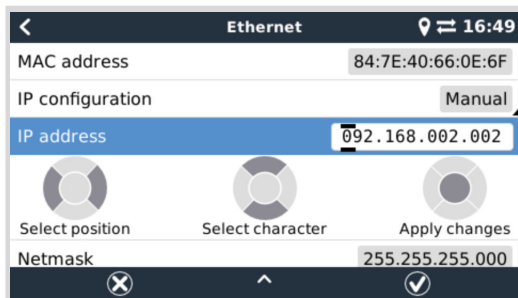 Ethernet 16:49
MAC address 84:7E:40:66:0E:6F
IP configuration Manual
IP address 092.168.002.002
Select position Select character Apply changes
Netmask 255.255.255.000